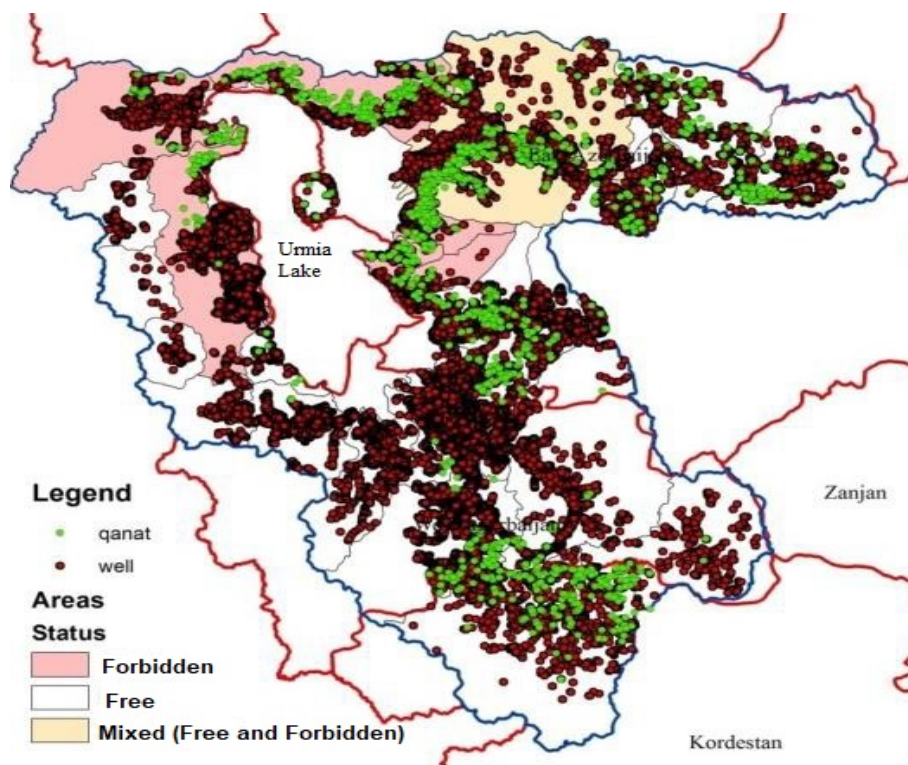 Urmia
Lake
Zanjan
Kordestan
Legend
qanat
well
Areas
Status
Forbidden
Free
Mixed (Free and Forbidden)